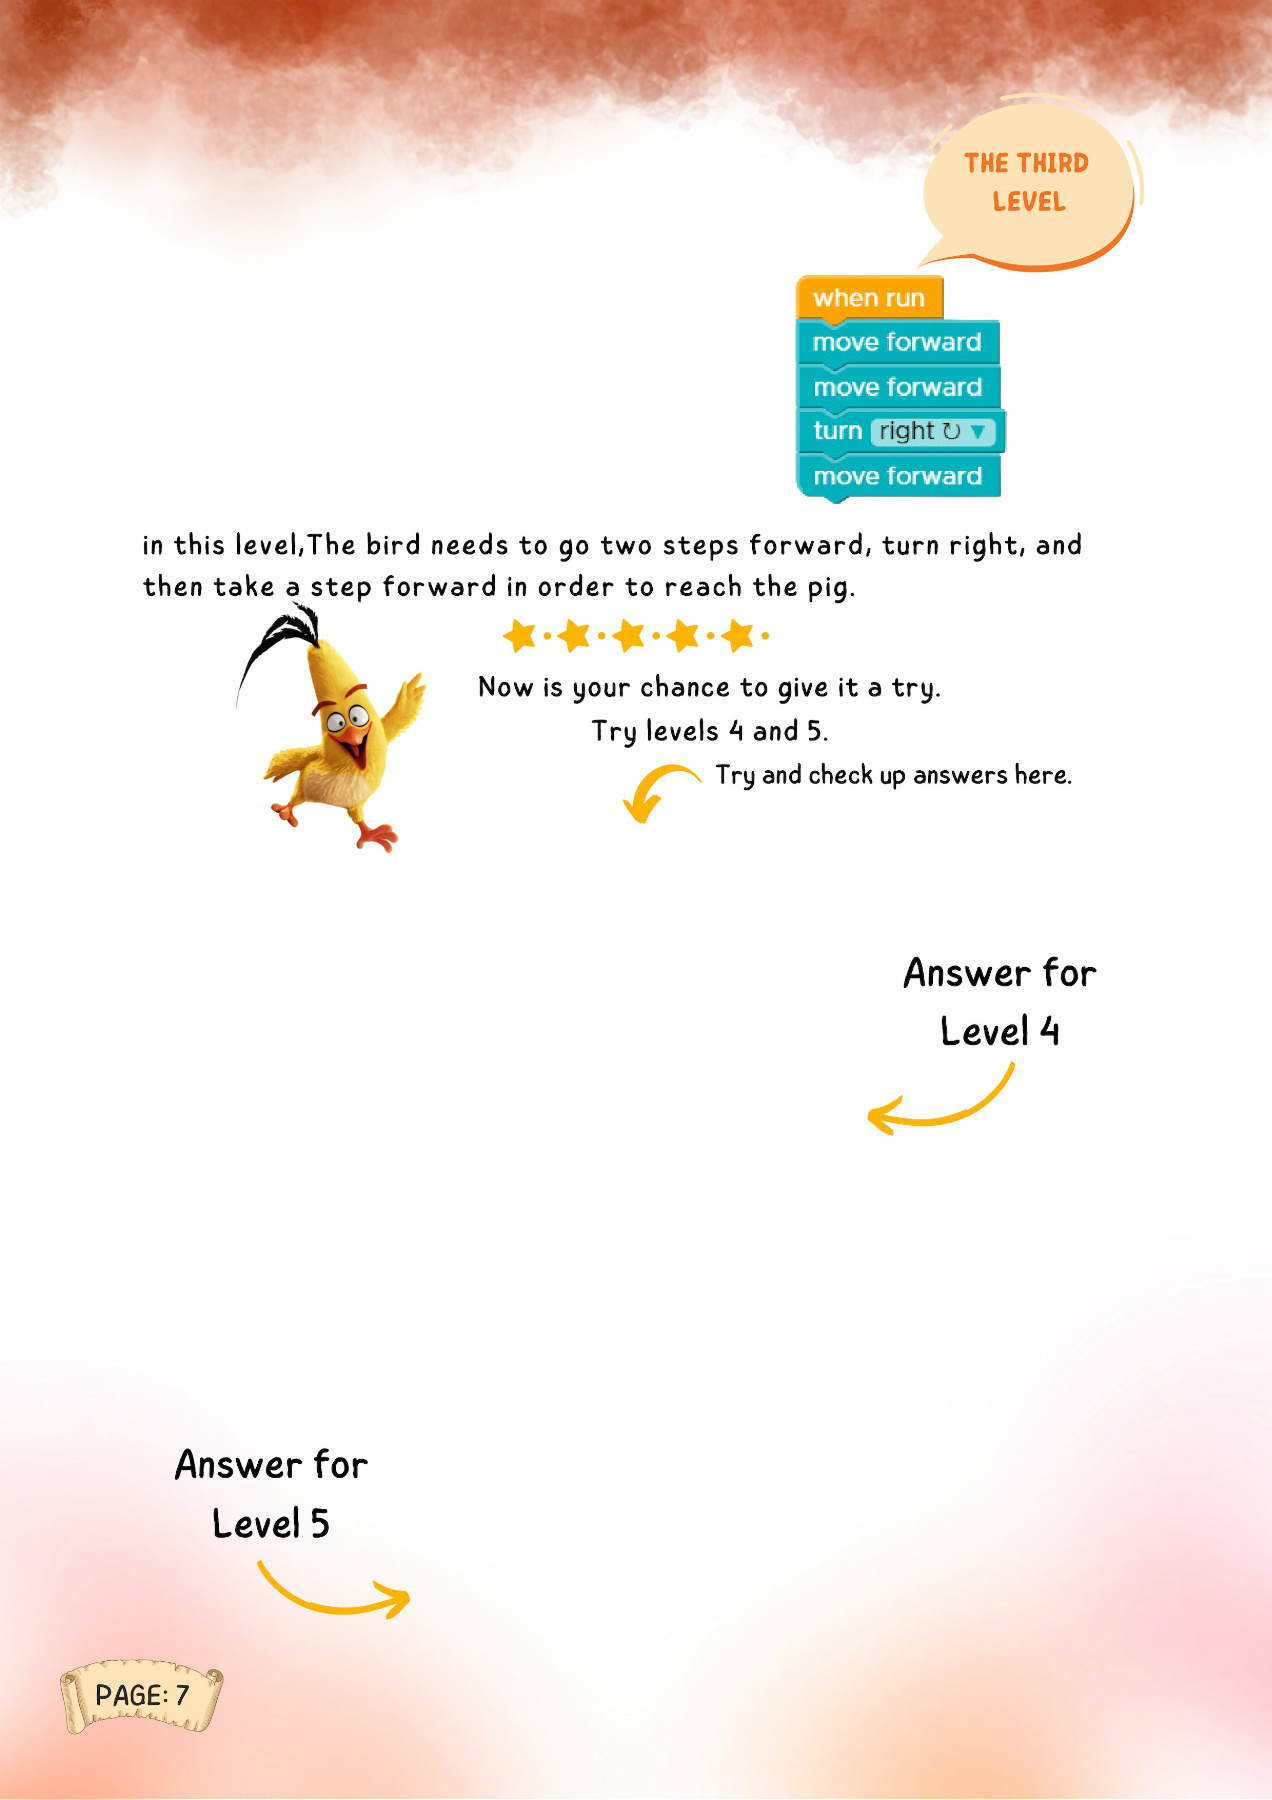 THE THIRD
LEVEL
when run
move forward
move forward
turn right ↻ ▼
move forward
in this level,The bird needs to go two steps forward, turn right, and
then take a step forward in order to reach the pig.
Now is your chance to give it a try.
Try levels 4 and 5.
Try and check up answers here.
Answer for
Level 4
Answer for
Level 5
PAGE: 7